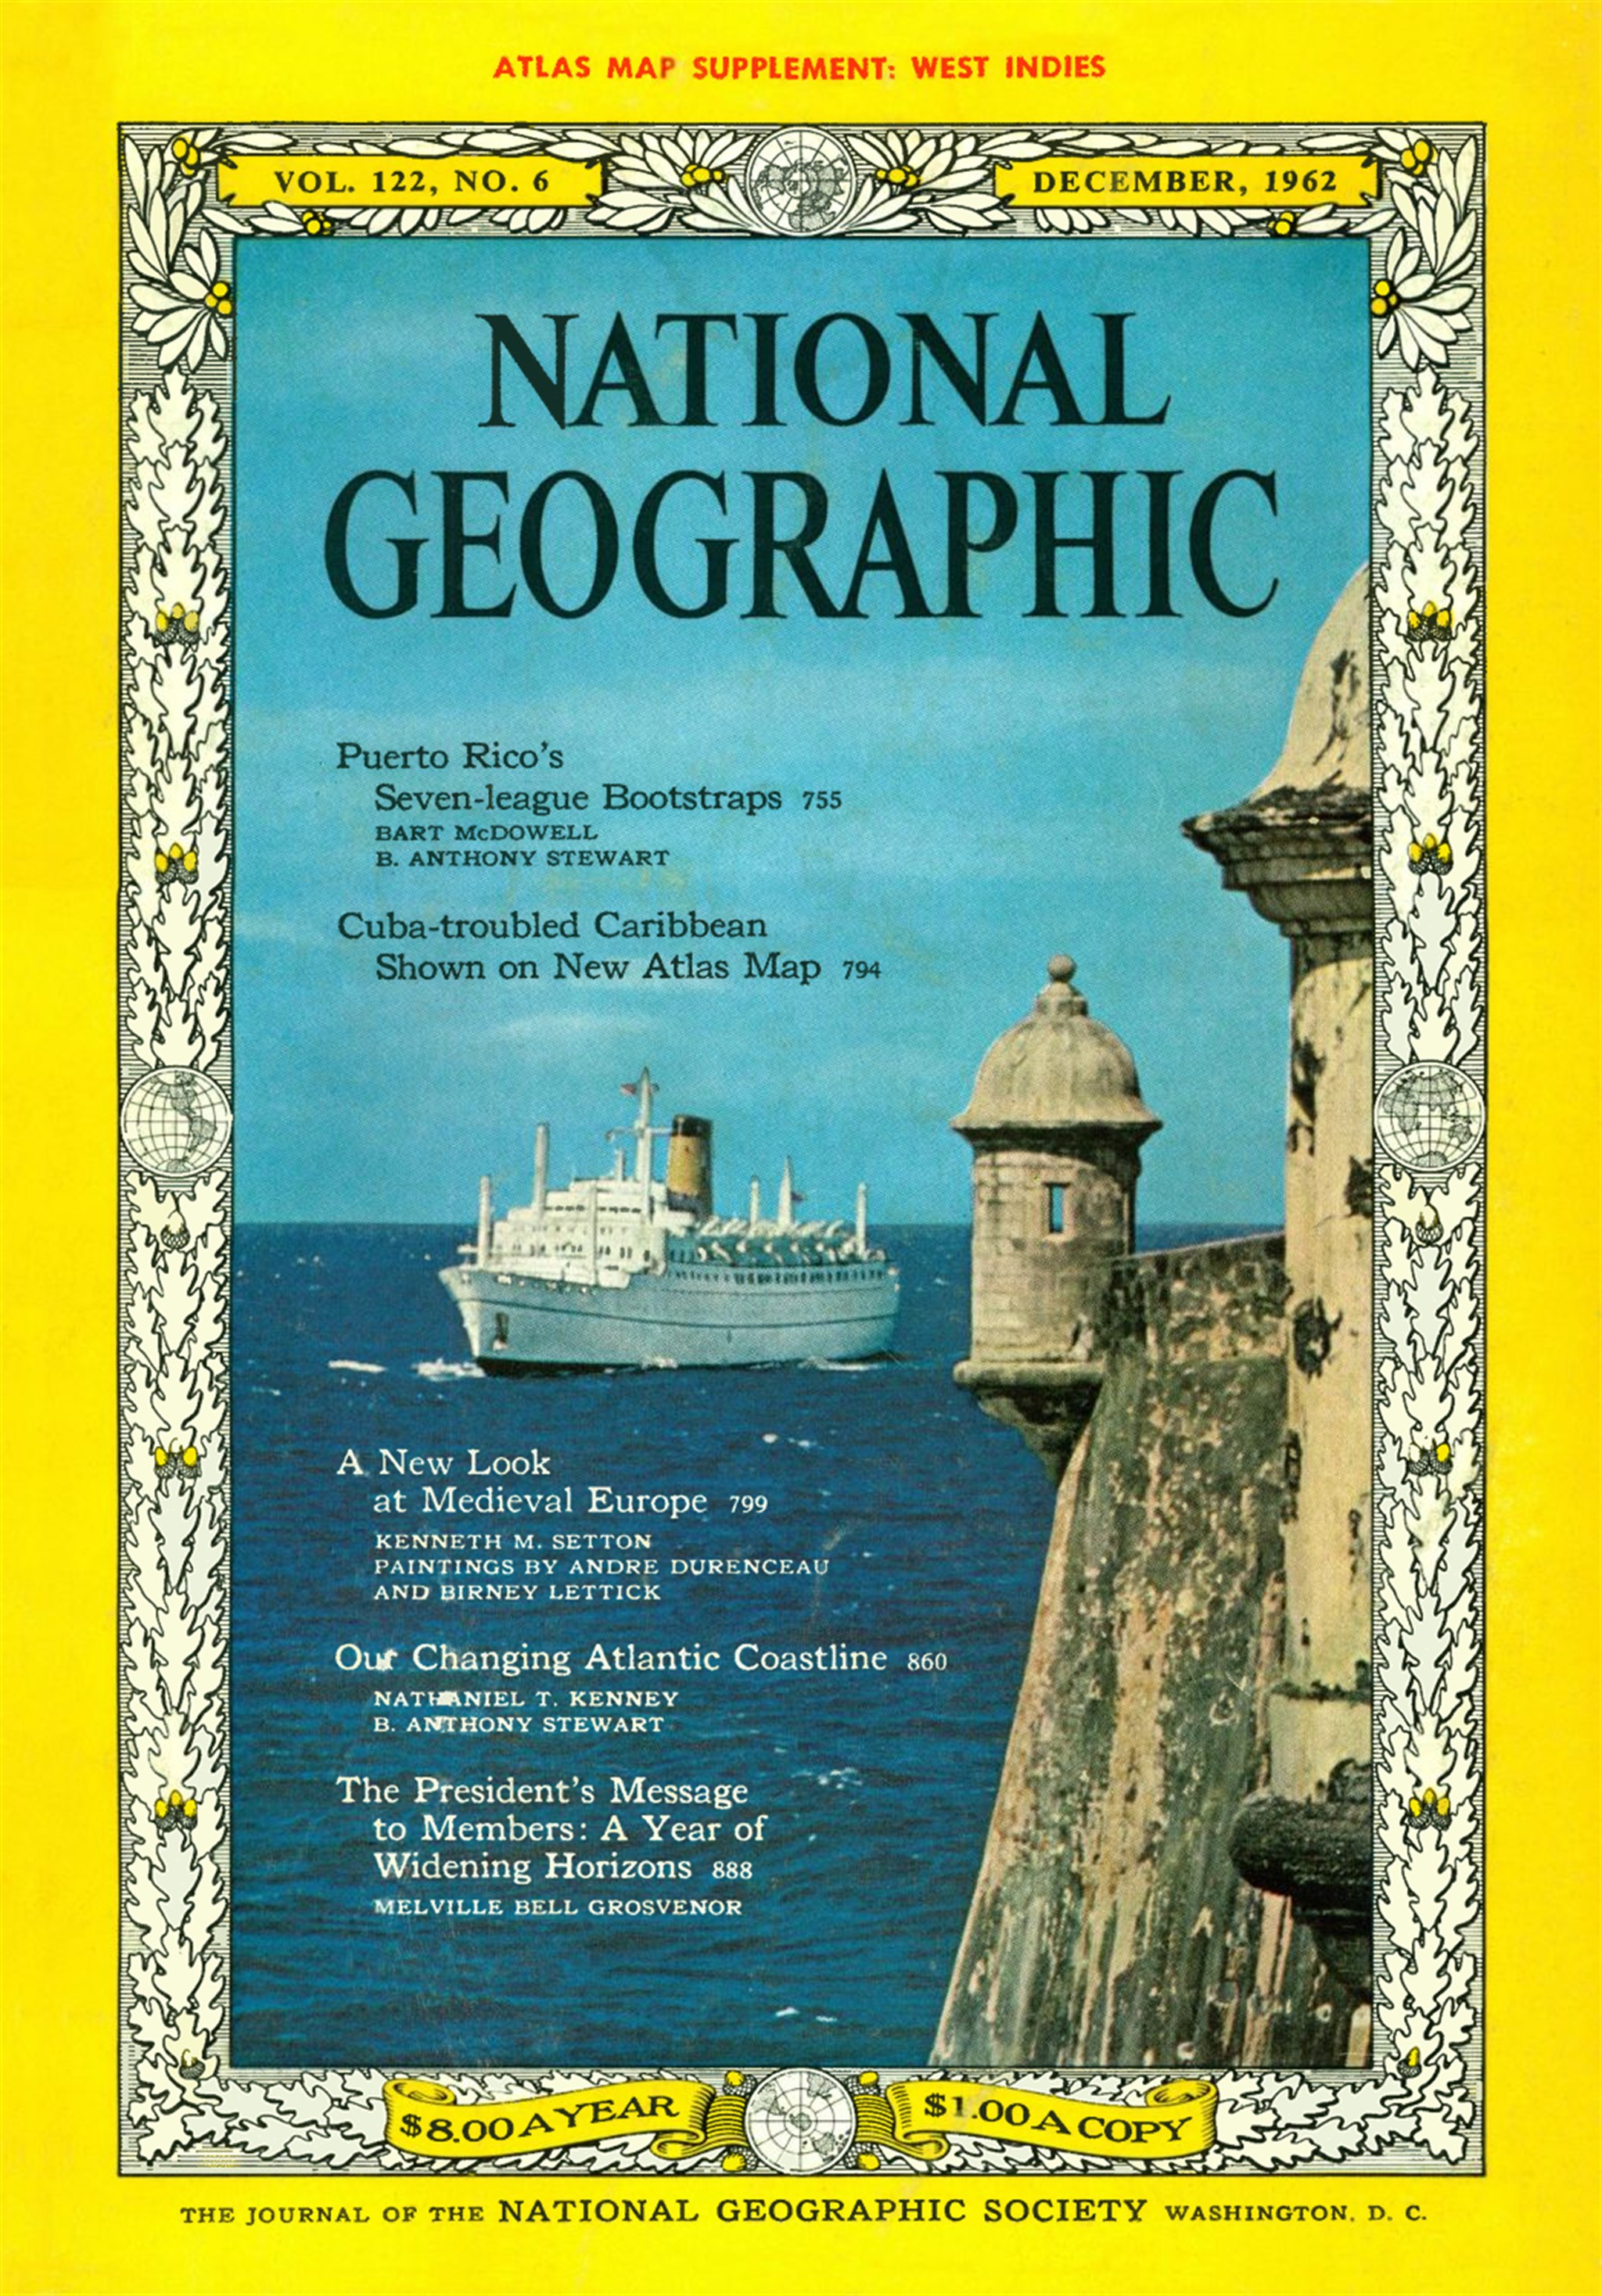 ATLAS MAP SUPPLEMENT: WEST INDIES
VOL. 122, NO. 6
DECEMBER, 1962
NATIONAL
GEOGRAPHIC
Puerto Rico's
Seven-league Bootstraps 755
BART McDOWELL
B. ANTHONY STEWART
Cuba-troubled Caribbean
Shown on New Atlas Map 794
A New Look
at Medieval Europe 799
KENNETH M. SETTON
PAINTINGS BY ANDRE DURENCEAU
AND BIRNEY LETTICK
Our Changing Atlantic Coastline 860
NATHANIEL T. KENNEY
B. ANTHONY STEWART
The President's Message
to Members: A Year of
Widening Horizons 888
MELVILLE BELL GROSVENOR
$8.00 A YEAR
$1.00 A COPY
THE JOURNAL OF THE NATIONAL GEOGRAPHIC SOCIETY WASHINGTON, D. C.